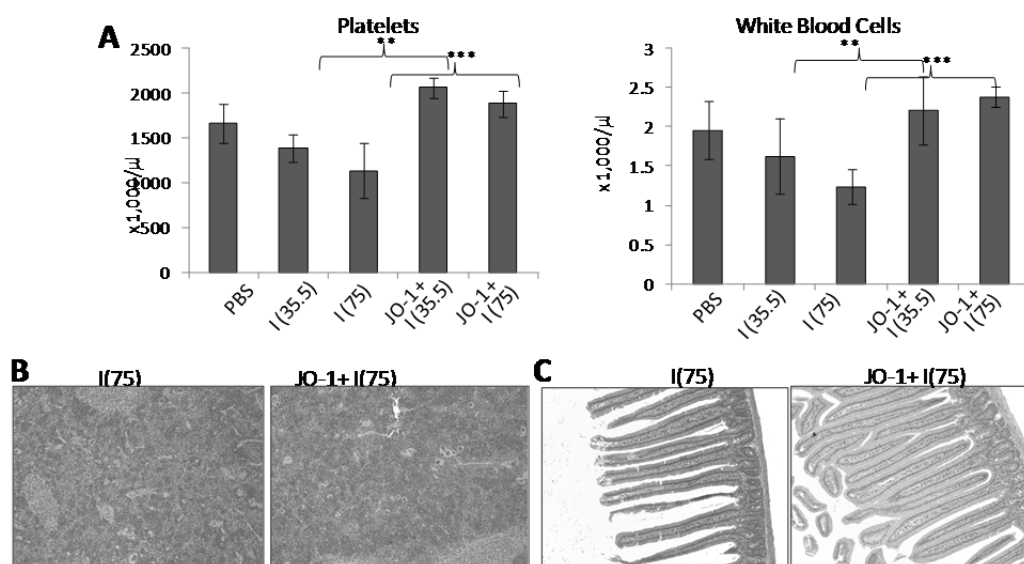 A
Platelets
**
***
2500
2000
1500
1000
500
0
x1,000/µl
PBS
I (35.5)
I (75)
JO-1+
I (35.5)
JO-1+
I (75)
White Blood Cells
**
***
3
2.5
2
1.5
1
0.5
0
x1,000/µl
PBS
I (35.5)
I (75)
JO-1+
I (35.5)
JO-1+
I (75)
B
I(75)
JO-1+ I(75)
C
I(75)
JO-1+ I(75)